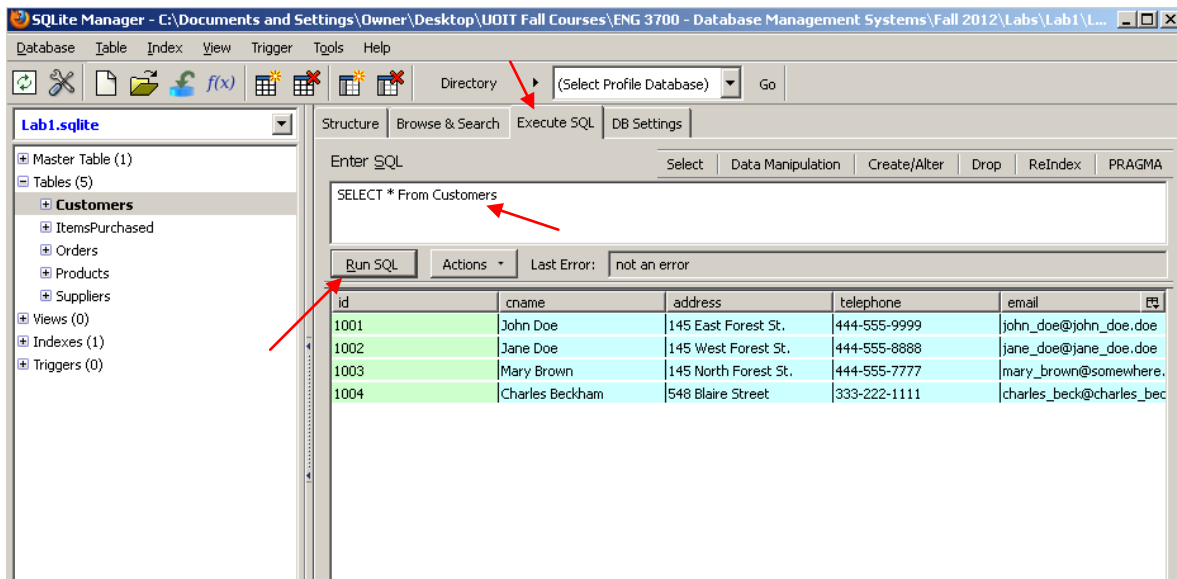 SQLite Manager - C:\Documents and Settings\Owner\Desktop\UOIT Fall Courses\ENG 3700 - Database Management Systems\Fall 2012\Labs\Lab1\L...
Database Table Index View Trigger Tools Help
f(x) Directory (Select Profile Database) Go
Lab1.sqlite
Master Table (1)
Tables (5)
Customers
ItemsPurchased
Orders
Products
Suppliers
Views (0)
Indexes (1)
Triggers (0)
Structure Browse & Search Execute SQL DB Settings
Enter SQL Select Data Manipulation Create/Alter Drop ReIndex PRAGMA
SELECT * From Customers
Run SQL Actions Last Error: not an error
id cname address telephone email
1001 John Doe 145 East Forest St. 444-555-9999 john_doe@john_doe.doe
1002 Jane Doe 145 West Forest St. 444-555-8888 jane_doe@jane_doe.doe
1003 Mary Brown 145 North Forest St. 444-555-7777 mary_brown@somewhere.
1004 Charles Beckham 548 Blaire Street 333-222-1111 charles_beck@charles_bec